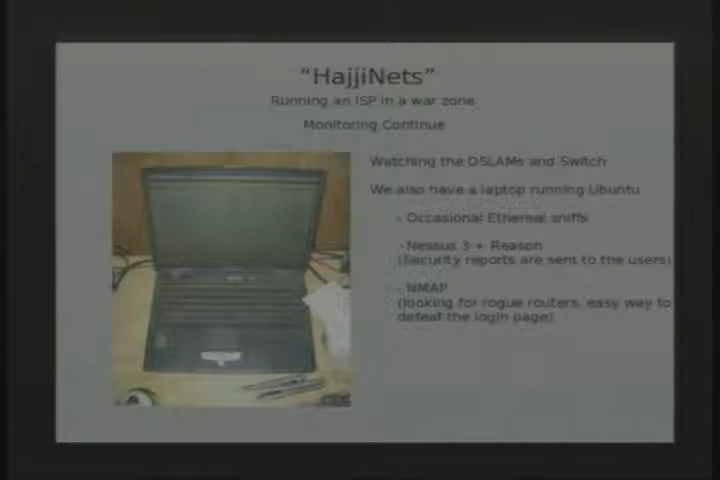 "HajjiNets"
Running an ISP in a war zone
Monitoring Continue
Watching the DSLAMs and Switch
We also have a laptop running Ubuntu
- Occasional Ethereal sniffs
- Nessus 3 + Reason
(Security reports are sent to the users)
- NMAP
(looking for rogue routers, easy way to
defeat the login page)